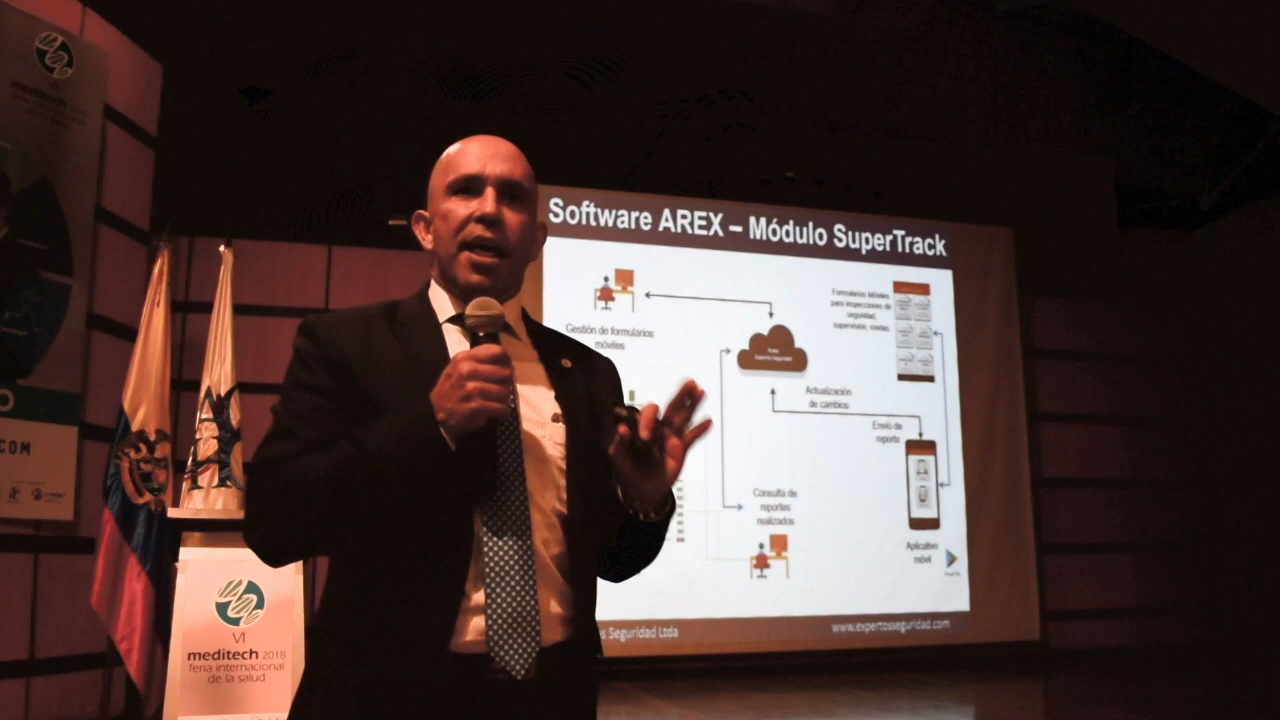 meditech
COM
Software AREX – Módulo SuperTrack
Gestión de formularios
móviles
Formularios Móviles
para inspecciones de
seguridad,
supervisión, rondas.
Actualización
de cambios
Envío de
reporte
Consulta de
reportes
realizados
Aplicativo
móvil
s Seguridad Ltda
www.expertosseguridad.com
VI
meditech 2018
feria internacional
de la salud